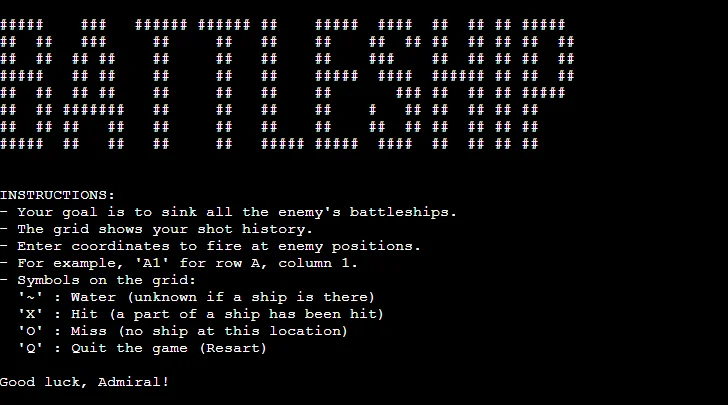 BATTLESHIP
INSTRUCTIONS:
- Your goal is to sink all the enemy's battleships.
- The grid shows your shot history.
- Enter coordinates to fire at enemy positions.
- For example, 'A1' for row A, column 1.
- Symbols on the grid:
'~' : Water (unknown if a ship is there)
'X' : Hit (a part of a ship has been hit)
'O' : Miss (no ship at this location)
'Q' : Quit the game (Resart)
Good luck, Admiral!